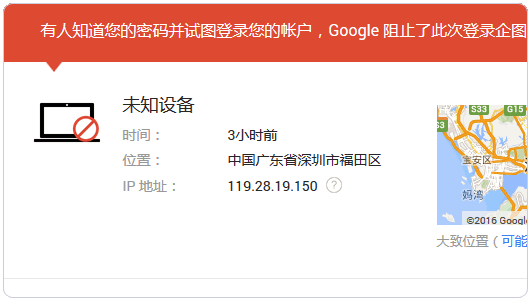 有人知道您的密码并试图登录您的帐户，Google 阻止了此次登录企图
未知设备
时间： 3小时前
位置： 中国广东省深圳市福田区
IP 地址： 119.28.19.150 ?
S33
G15
S3
宝安区
妈湾
©2016 Google
大致位置（可能